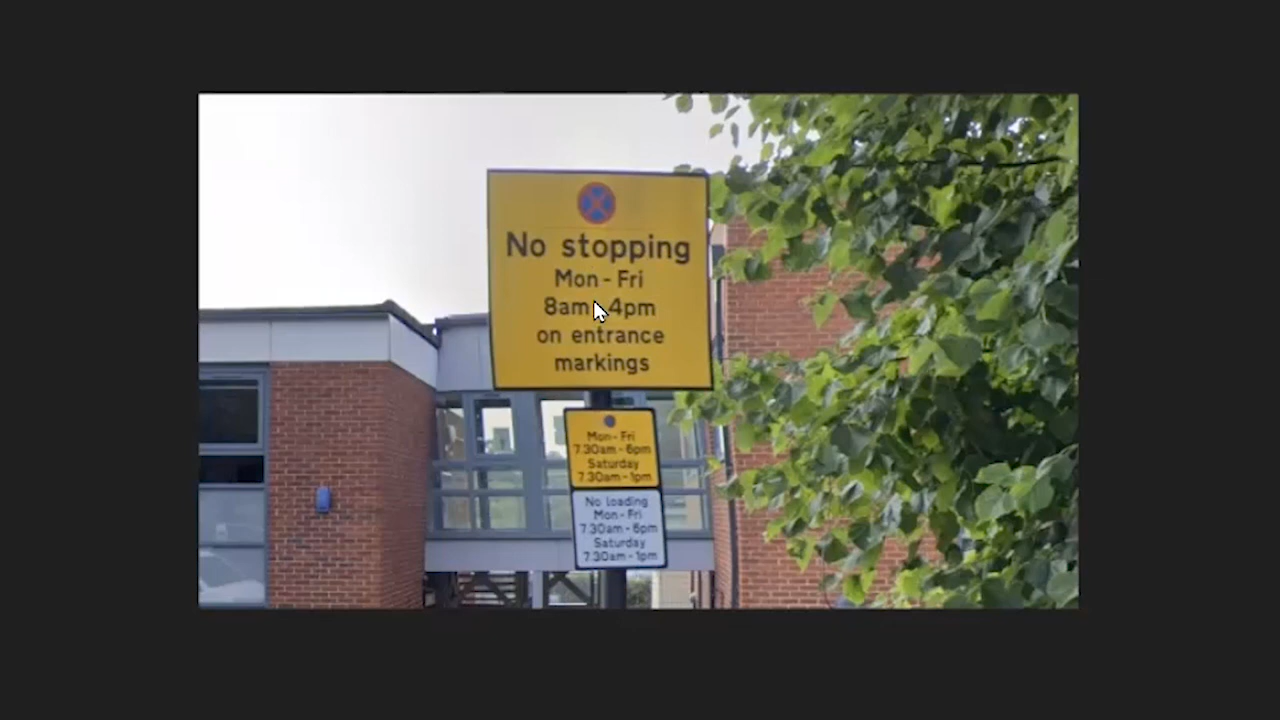 No stopping
Mon - Fri
8am - 4pm
on entrance
markings
Mon - Fri
7.30am - 6pm
Saturday
7.30am - 1pm
No loading
Mon - Fri
7.30am - 6pm
Saturday
7.30am - 1pm